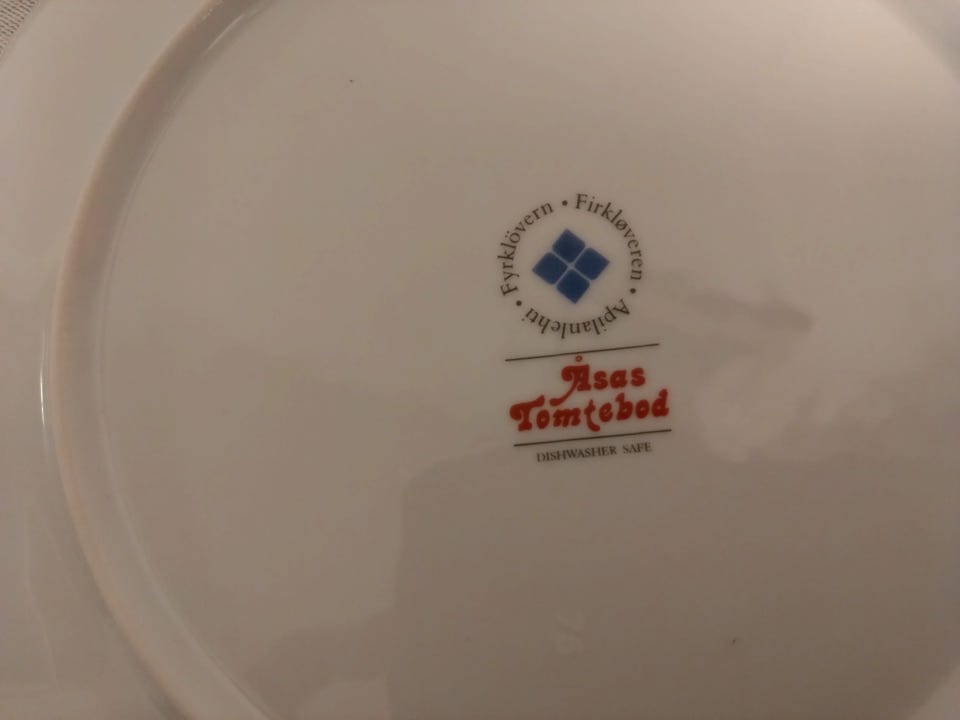 Fyrklövern • Firkløveren • Apilanlehti •
Åsas
Tomtebod
DISHWASHER SAFE